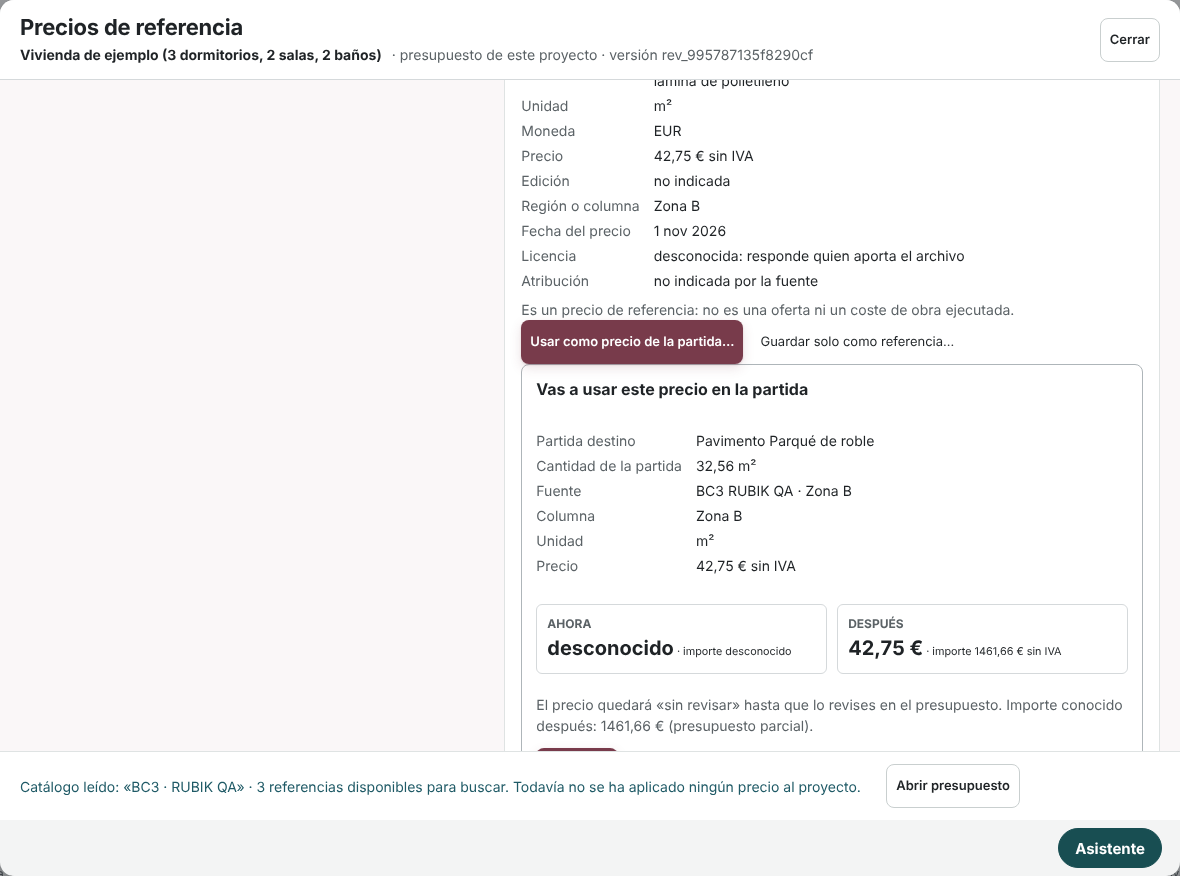 Precios de referencia
Vivienda de ejemplo (3 dormitorios, 2 salas, 2 baños) · presupuesto de este proyecto · versión rev_995787135f8290cf
Cerrar
lámina de polietileno
Unidad m²
Moneda EUR
Precio 42,75 € sin IVA
Edición no indicada
Región o columna Zona B
Fecha del precio 1 nov 2026
Licencia desconocida: responde quien aporta el archivo
Atribución no indicada por la fuente
Es un precio de referencia: no es una oferta ni un coste de obra ejecutada.
Usar como precio de la partida... Guardar solo como referencia...
Vas a usar este precio en la partida
Partida destino Pavimento Parqué de roble
Cantidad de la partida 32,56 m²
Fuente BC3 RUBIK QA · Zona B
Columna Zona B
Unidad m²
Precio 42,75 € sin IVA
AHORA
desconocido · importe desconocido
DESPUÉS
42,75 € · importe 1461,66 € sin IVA
El precio quedará «sin revisar» hasta que lo revises en el presupuesto. Importe conocido
después: 1461,66 € (presupuesto parcial).
Catálogo leído: «BC3 · RUBIK QA» · 3 referencias disponibles para buscar. Todavía no se ha aplicado ningún precio al proyecto.
Abrir presupuesto
Asistente